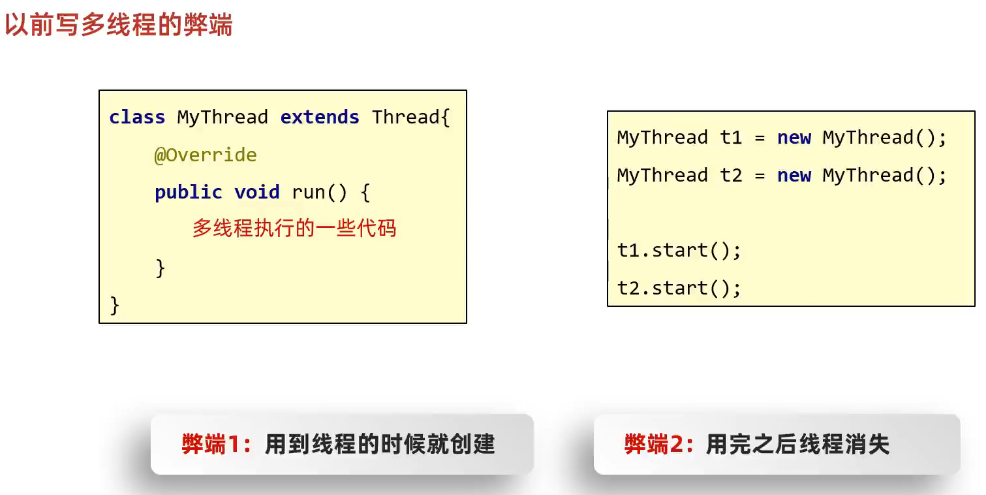 以前写多线程的弊端
class MyThread extends Thread{
@Override
public void run() {
多线程执行的一些代码
}
}
MyThread t1 = new MyThread();
MyThread t2 = new MyThread();
t1.start();
t2.start();
弊端1：用到线程的时候就创建
弊端2：用完之后线程消失